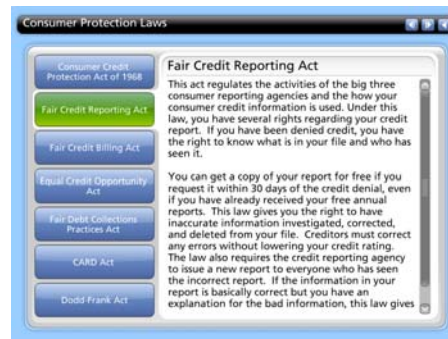 Consumer Protection Laws
Consumer Credit
Protection Act of 1968
Fair Credit Reporting Act
Fair Credit Billing Act
Equal Credit Opportunity
Act
Fair Debt Collections
Practices Act
CARD Act
Dodd-Frank Act
Fair Credit Reporting Act
This act regulates the activities of the big three
consumer reporting agencies and the how your
consumer credit information is used. Under this
law, you have several rights regarding your credit
report. If you have been denied credit, you have
the right to know what is in your file and who has
seen it.
You can get a copy of your report for free if you
request it within 30 days of the credit denial, even
if you have already received your free annual
reports. This law gives you the right to have
inaccurate information investigated, corrected,
and deleted from your file. Creditors must correct
any errors without lowering your credit rating.
The law also requires the credit reporting agency
to issue a new report to everyone who has seen
the incorrect report. If the information in your
report is basically correct but you have an
explanation for the bad information, this law gives